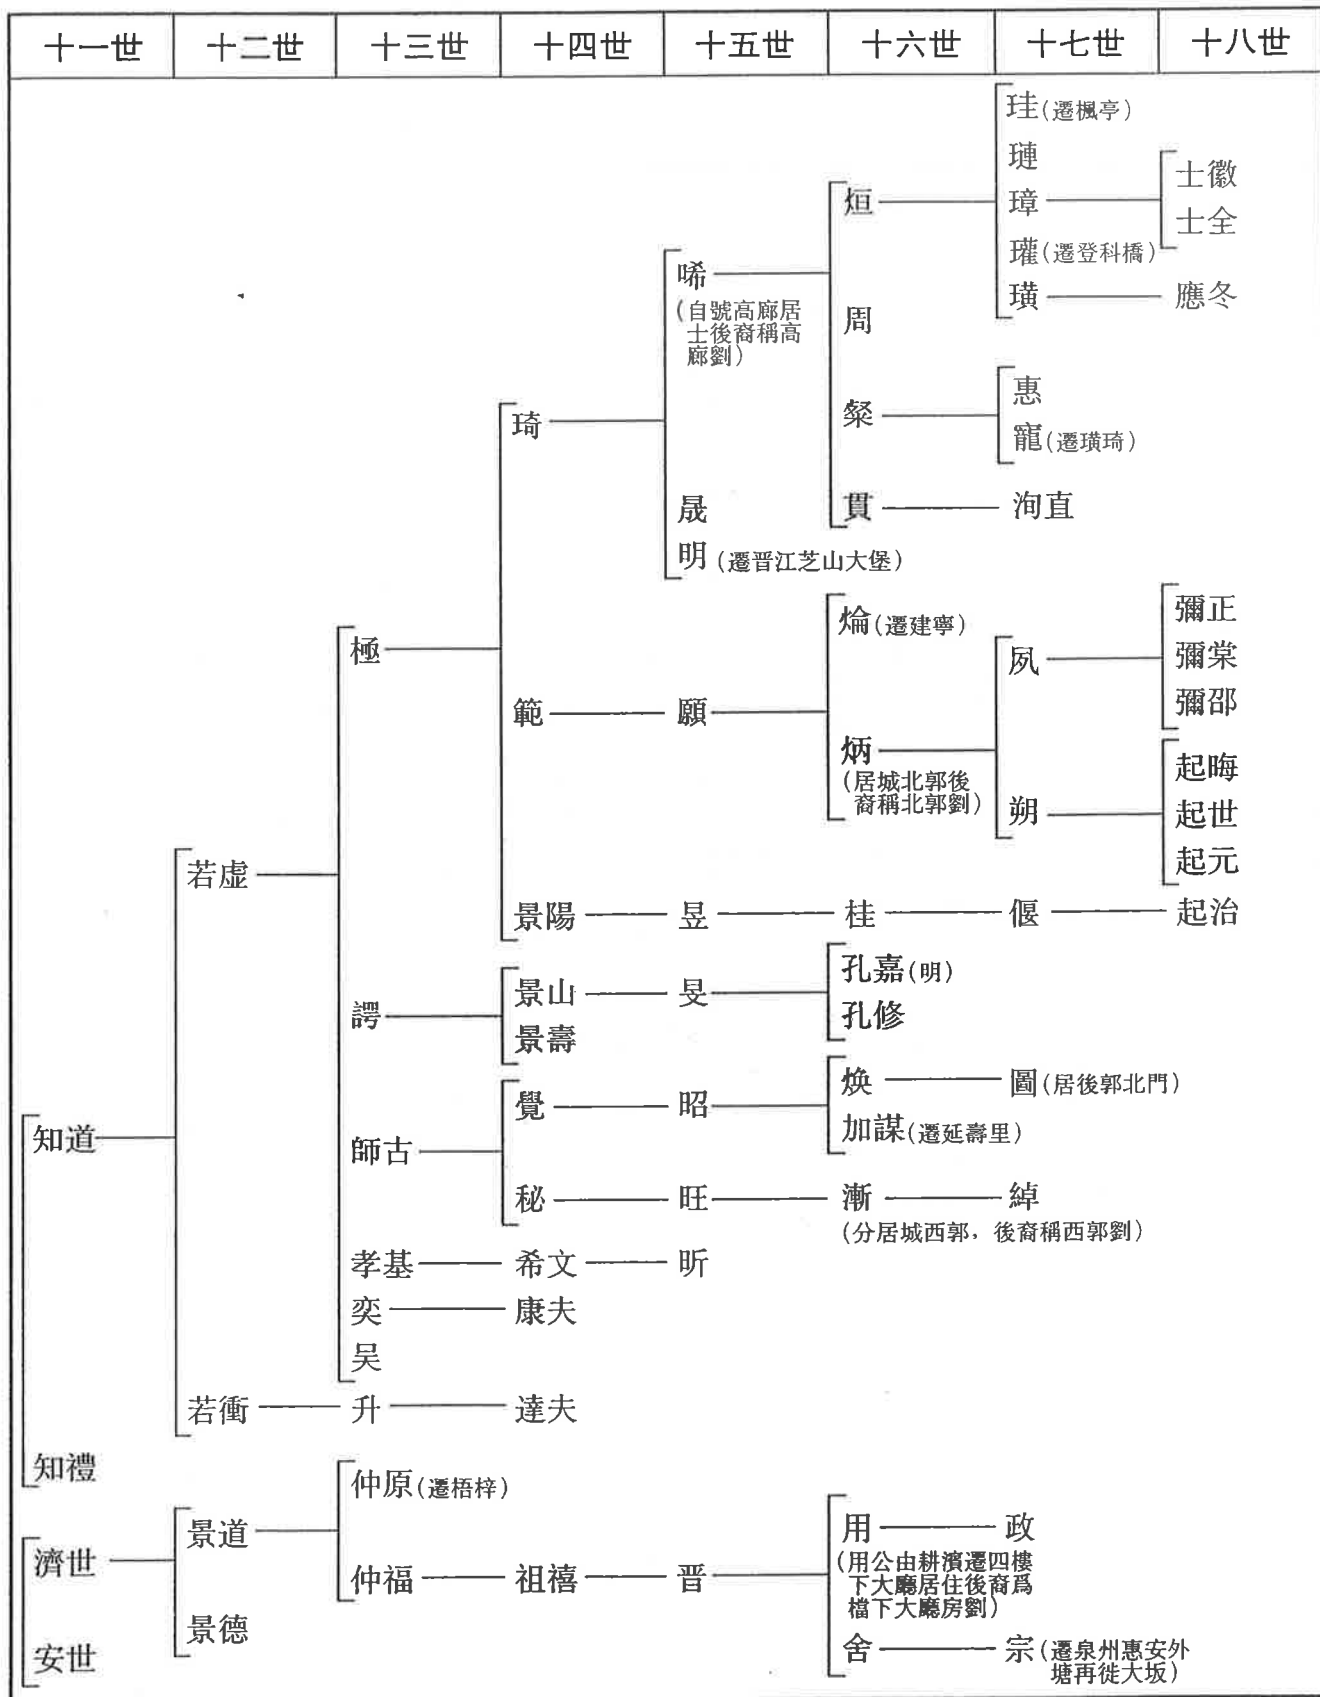 十一世 十二世 十三世 十四世 十五世 十六世 十七世 十八世
珪(遷楓亭)
璉
士徽
烜 璋
士全
瓘(遷登科橋)
唏
璜 應冬
(自號高廊居
士後裔稱高
廊劉)
周
惠
琦 粲
寵(遷璜琦)
晟 貫 洵直
明(遷晋江芝山大堡)
彌正
焀(遷建寧)
極 夙 彌棠
範 願 彌邵
炳
(居城北郭後
裔稱北郭劉)
起晦
朔 起世
若虛 起元
景陽 昱 桂 偃 起治
孔嘉(明)
景山 旻
諤 孔修
景壽
焕 圖(居後郭北門)
覺 昭
知道 加謀(遷延壽里)
師古
秘 旺 漸 綽
(分居城西郭，後裔稱西郭劉)
孝基 希文 昕
奕 康夫
吴
若衝 升 達夫
知禮
仲原(遷梧梓)
景道 用 政
濟世 (用公由耕濱遷四樓
下大廳居住後裔爲
檔下大廳房劉)
仲福 祖禧 晋
景德
安世 舍 宗(遷泉州惠安外
塘再徙大坂)